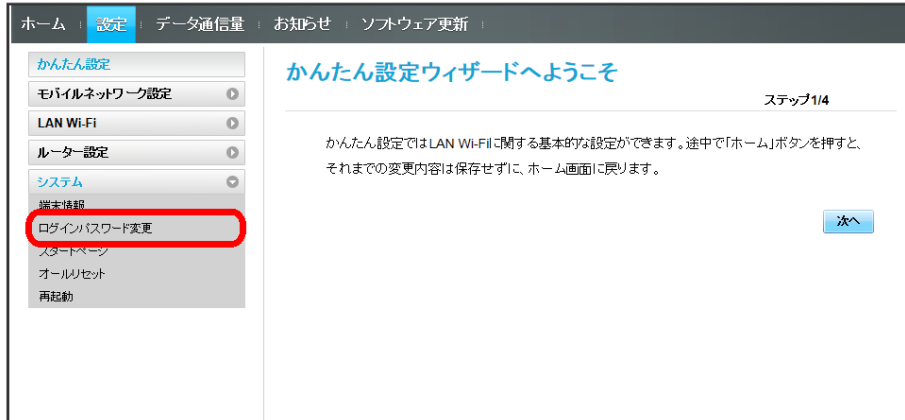 ホーム 設定 データ通信量 お知らせ ソフトウェア更新
かんたん設定
モバイルネットワーク設定
LAN Wi-Fi
ルーター設定
システム
端末情報
ログインパスワード変更
スタートページ
オールリセット
再起動
かんたん設定ウィザードへようこそ
ステップ1/4
かんたん設定ではLAN Wi-Fiに関する基本的な設定ができます。途中で「ホーム」ボタンを押すと、
それまでの変更内容は保存せずに、ホーム画面に戻ります。
次へ